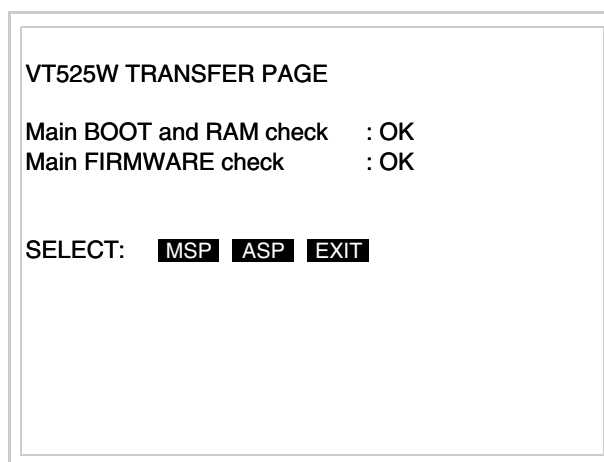 VT525W TRANSFER PAGE
Main BOOT and RAM check : OK
Main FIRMWARE check : OK
SELECT: MSP ASP EXIT